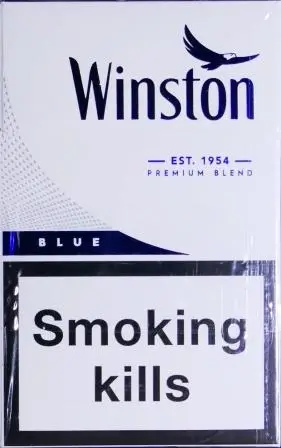 Winston
EST. 1954
PREMIUM BLEND
BLUE
Smoking
kills